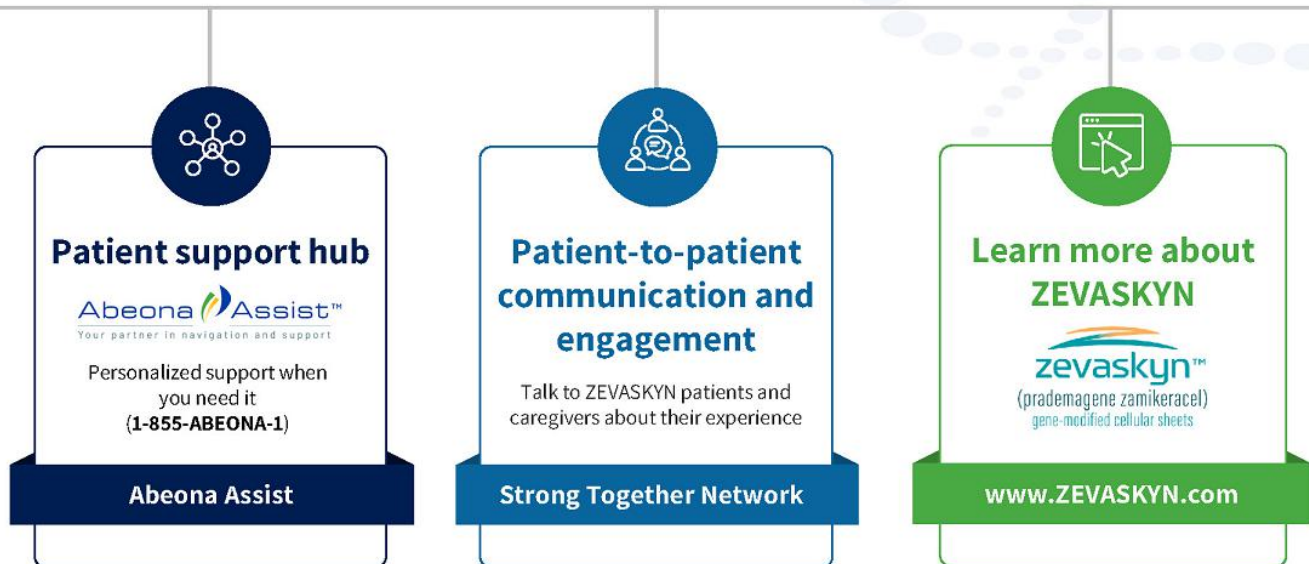 Patient support hub
Abeona Assist™
Your partner in navigation and support
Personalized support when
you need it
(1-855-ABEONA-1)
Abeona Assist
Patient-to-patient
communication and
engagement
Talk to ZEVASKYN patients and
caregivers about their experience
Strong Together Network
Learn more about
ZEVASKYN
zevaskyn™
(prademagene zamikeracel)
gene-modified cellular sheets
www.ZEVASKYN.com